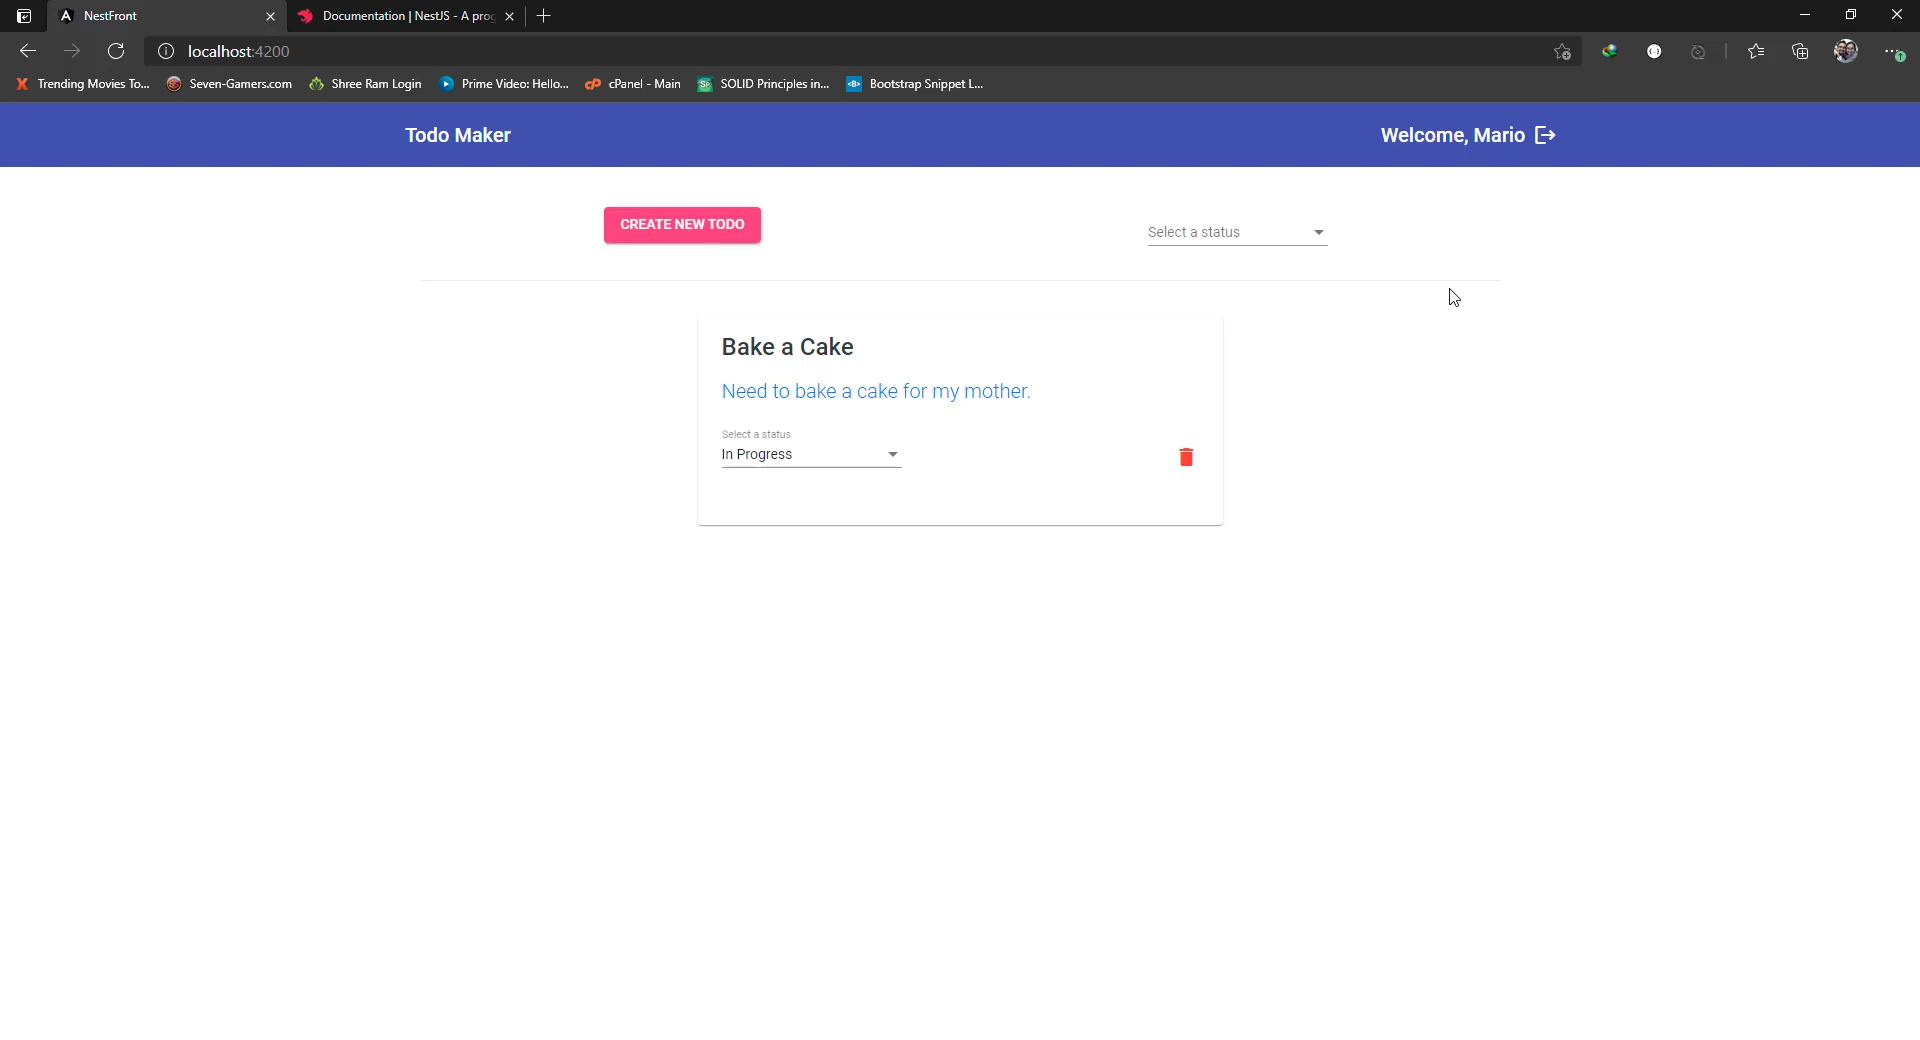 NestFront
Documentation | NestJS - A prog
localhost:4200
Trending Movies To...
Seven-Gamers.com
Shree Ram Login
Prime Video: Hello...
cPanel - Main
SOLID Principles in...
Bootstrap Snippet L...
Todo Maker
Welcome, Mario
CREATE NEW TODO
Select a status
Bake a Cake
Need to bake a cake for my mother.
Select a status
In Progress